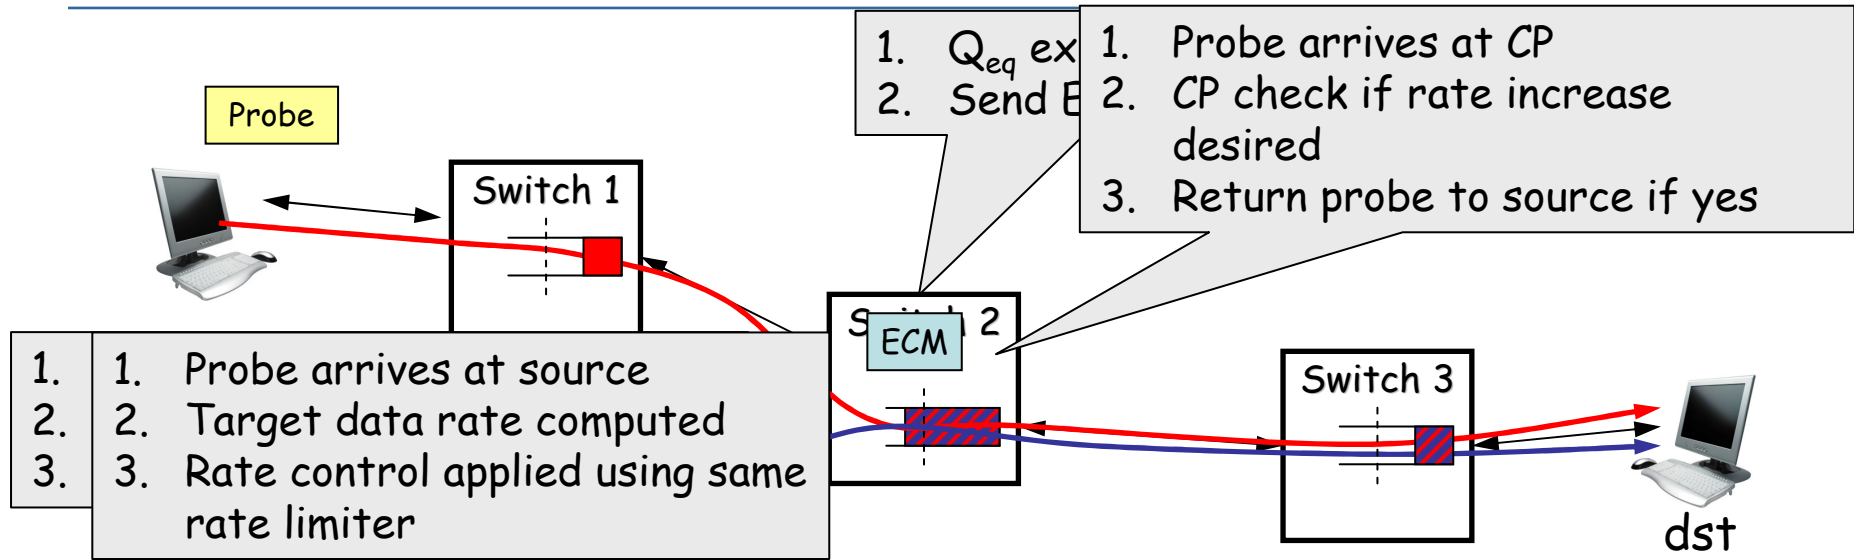 1. Q_eq
2. Send
1. Probe arrives at CP
2. CP check if rate increase
desired
3. Return probe to source if yes
Probe
Switch 1
2
ECM
Switch 3
1.
2.
3.
1. Probe arrives at source
2. Target data rate computed
3. Rate control applied using same
rate limiter
dst